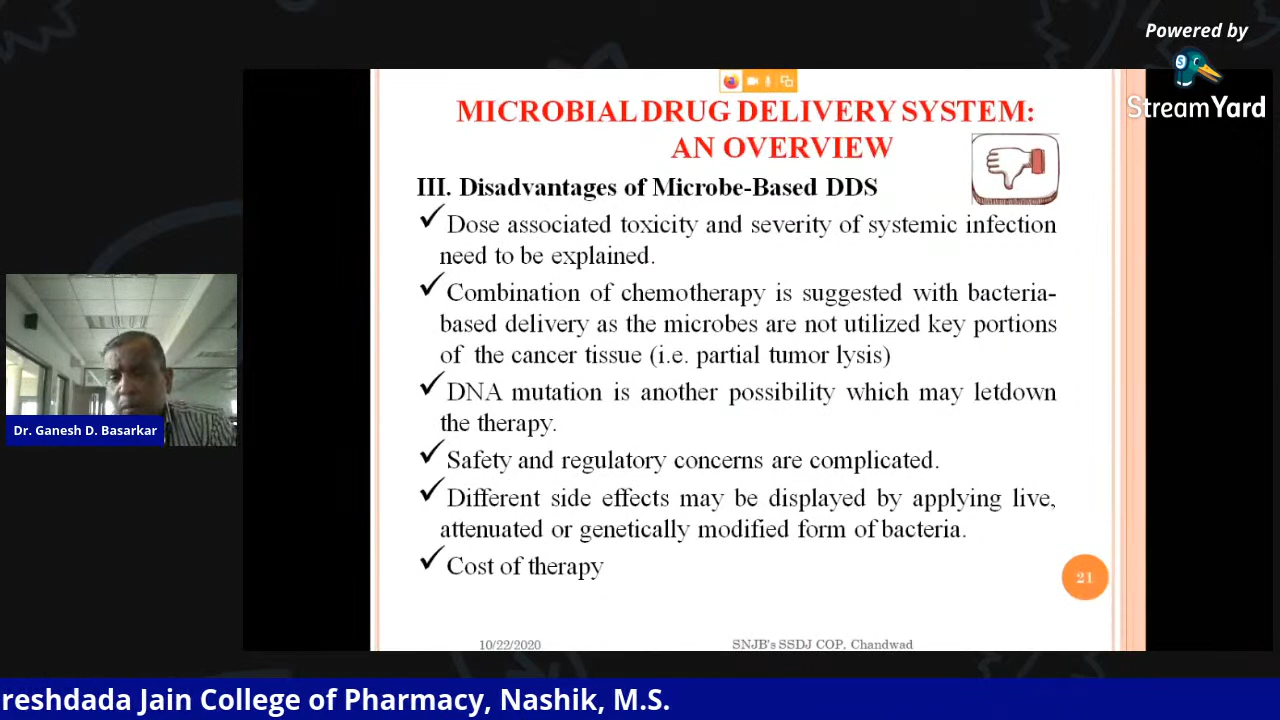 Powered by
StreamYard
MICROBIAL DRUG DELIVERY SYSTEM:
AN OVERVIEW
III. Disadvantages of Microbe-Based DDS
✓Dose associated toxicity and severity of systemic infection
need to be explained.
✓Combination of chemotherapy is suggested with bacteria-
based delivery as the microbes are not utilized key portions
of the cancer tissue (i.e. partial tumor lysis)
✓DNA mutation is another possibility which may letdown
the therapy.
✓Safety and regulatory concerns are complicated.
✓Different side effects may be displayed by applying live,
attenuated or genetically modified form of bacteria.
✓Cost of therapy
21
10/22/2020
SNJB's SSDJ COP, Chandwad
Dr. Ganesh D. Basarkar
reshdada Jain College of Pharmacy, Nashik, M.S.